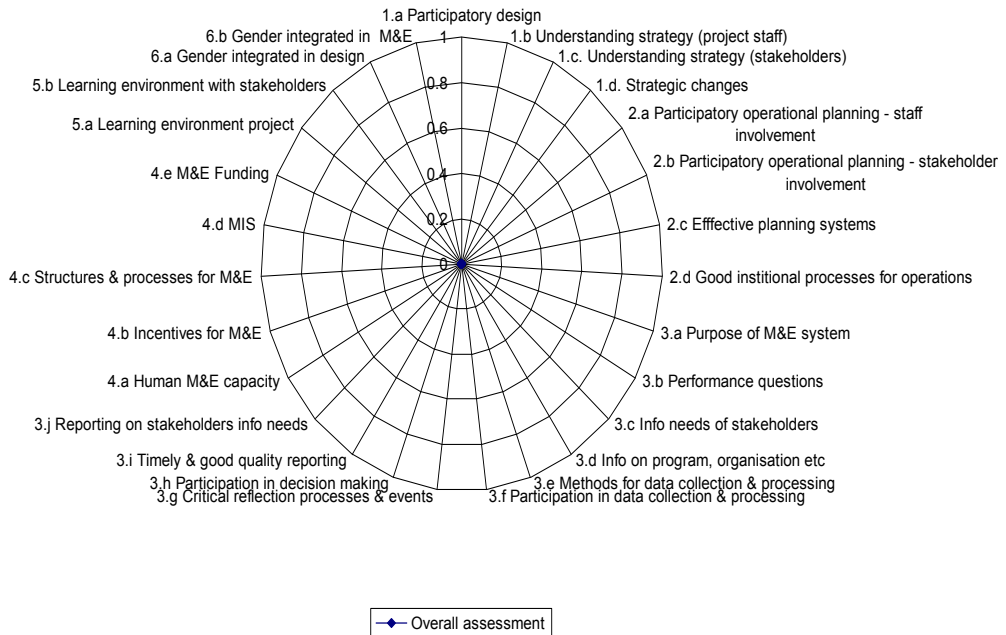 1.a Participatory design
1.b Understanding strategy (project staff)
1.c. Understanding strategy (stakeholders)
1.d. Strategic changes
2.a Participatory operational planning - staff
involvement
2.b Participatory operational planning - stakeholder
involvement
2.c Efffective planning systems
2.d Good institional processes for operations
3.a Purpose of M&E system
3.b Performance questions
3.c Info needs of stakeholders
3.d Info on program, organisation etc
3.e Methods for data collection & processing
3.f Participation in data collection & processing
3.g Critical reflection processes & events
3.h Participation in decision making
3.i Timely & good quality reporting
3.j Reporting on stakeholders info needs
4.a Human M&E capacity
4.b Incentives for M&E
4.c Structures & processes for M&E
4.d MIS
4.e M&E Funding
5.a Learning environment project
5.b Learning environment with stakeholders
6.a Gender integrated in design
6.b Gender integrated in M&E
1
0.8
0.6
0.4
0.2
0
Overall assessment